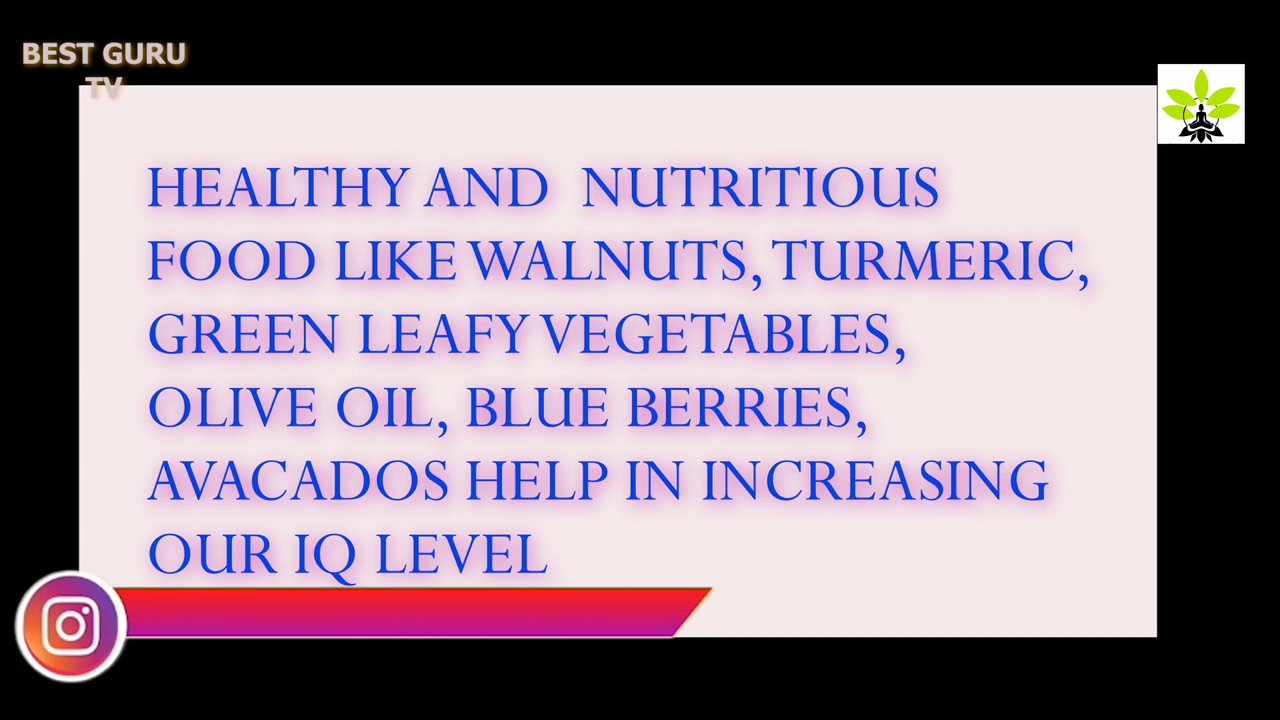 BEST GURU
TV
HEALTHY AND NUTRITIOUS
FOOD LIKE WALNUTS, TURMERIC,
GREEN LEAFY VEGETABLES,
OLIVE OIL, BLUE BERRIES,
AVACADOS HELP IN INCREASING
OUR IQ LEVEL